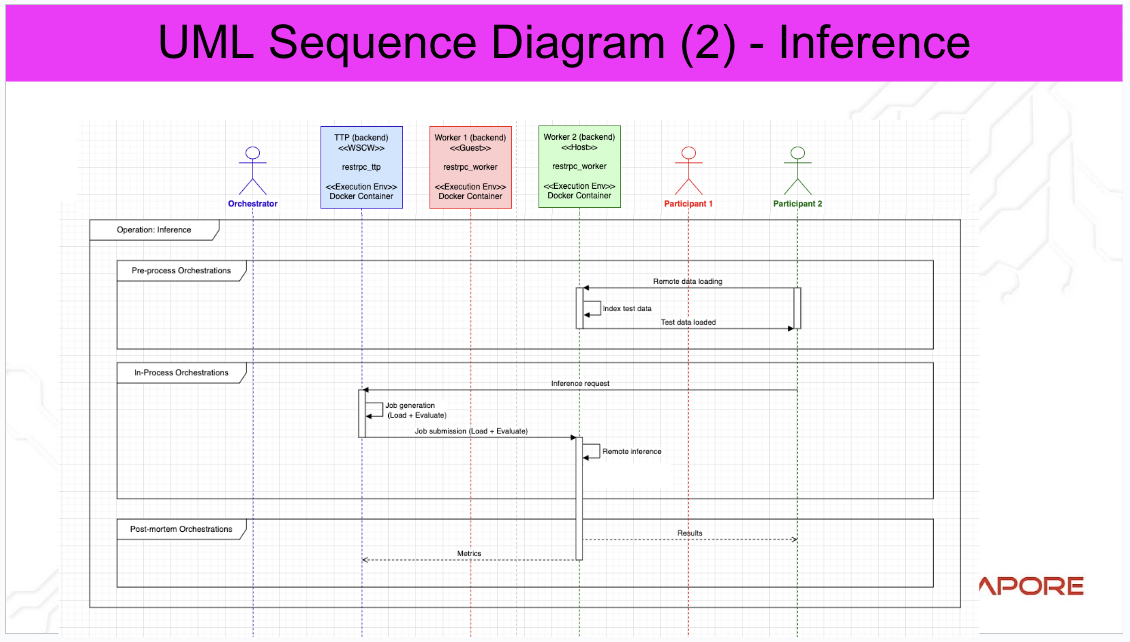 UML Sequence Diagram (2) - Inference
TTP (backend)
<<WSCW>>
restrpc_ttp
<<Execution Env>>
Docker Container
Worker 1 (backend)
<<Guest>>
restrpc_worker
<<Execution Env>>
Docker Container
Worker 2 (backend)
<<Host>>
restrpc_worker
<<Execution Env>>
Docker Container
Orchestrator
Participant 1
Participant 2
Operation: Inference
Pre-process Orchestrations
Remote data loading
Index test data
Test data loaded
In-Process Orchestrations
Inference request
Job generation
(Load + Evaluate)
Job submission (Load + Evaluate)
Remote inference
Post-mortem Orchestrations
Results
Metrics
APORE